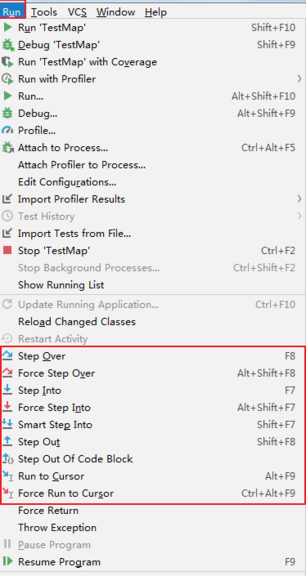 Run Tools VCS Window Help
Run 'TestMap' Shift+F10
Debug 'TestMap' Shift+F9
Run 'TestMap' with Coverage
Run with Profiler
Run... Alt+Shift+F10
Debug... Alt+Shift+F9
Profile...
Attach to Process... Ctrl+Alt+F5
Attach Profiler to Process...
Edit Configurations...
Import Profiler Results
Test History
Import Tests from File...
Stop 'TestMap' Ctrl+F2
Stop Background Processes... Ctrl+Shift+F2
Show Running List
Update Running Application... Ctrl+F10
Reload Changed Classes
Restart Activity
Step Over F8
Force Step Over Alt+Shift+F8
Step Into F7
Force Step Into Alt+Shift+F7
Smart Step Into Shift+F7
Step Out Shift+F8
Step Out Of Code Block
Run to Cursor Alt+F9
Force Run to Cursor Ctrl+Alt+F9
Force Return
Throw Exception
Pause Program
Resume Program F9